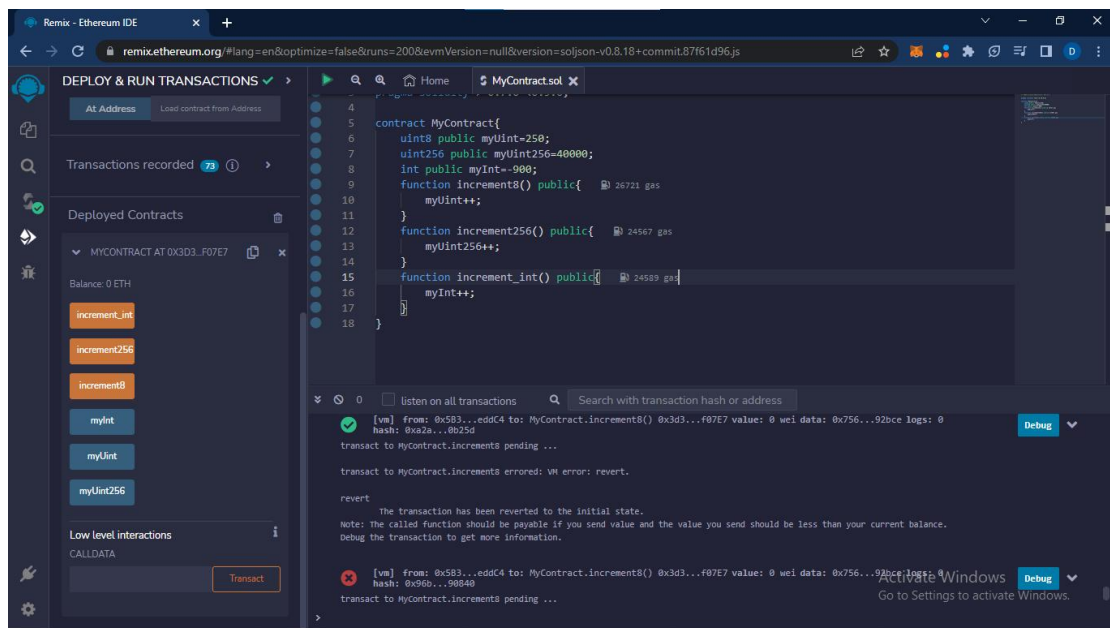 Remix - Ethereum IDE
remix.ethereum.org/#lang=en&optimize=false&runs=200&evmVersion=null&version=soljson-v0.8.18+commit.87f61d96.js
D
DEPLOY & RUN TRANSACTIONS
At Address Load contract from Address
Transactions recorded 73 i
Deployed Contracts
MYCONTRACT AT 0X3D3...F07E7
Balance: 0 ETH
increment_int
increment256
increment8
myInt
myUint
myUint256
Low level interactions
i
CALLDATA
Transact
Home
MyContract.sol
4
5 contract MyContract{
6 uint8 public myUint=250;
7 uint256 public myUint256=40000;
8 int public myInt=-900;
9 function increment8() public{ 26721 gas
10 myUint++;
11 }
12 function increment256() public{ 24567 gas
13 myUint256++;
14 }
15 function increment_int() public{ 24589 gas
16 myInt++;
17 }
18 }
0 listen on all transactions Search with transaction hash or address
[vm] from: 0x5B3...eddC4 to: MyContract.increment8() 0x3d3...f07E7 value: 0 wei data: 0x756...92bce logs: 0
hash: 0xa2a...0b25d
Debug
transact to MyContract.increment8 pending ...
transact to MyContract.increment8 errored: VM error: revert.
revert
The transaction has been reverted to the initial state.
Note: The called function should be payable if you send value and the value you send should be less than your current balance.
Debug the transaction to get more information.
[vm] from: 0x5B3...eddC4 to: MyContract.increment8() 0x3d3...f07E7 value: 0 wei data: 0x756...92bce logs: 0
hash: 0x96b...90840
Debug
transact to MyContract.increment8 pending ...
Activate Windows
Go to Settings to activate Windows.